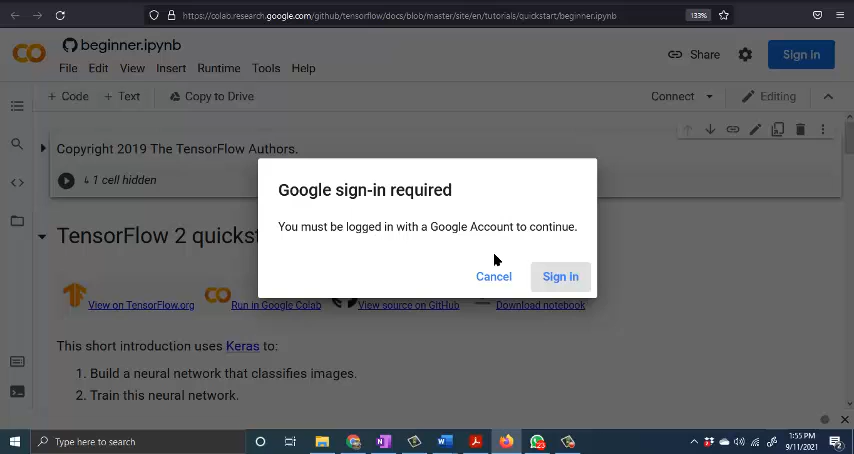 https://colab.research.google.com/github/tensorflow/docs/blob/master/site/en/tutorials/quickstart/beginner.ipynb
133%
beginner.ipynb
File Edit View Insert Runtime Tools Help
Share
Sign in
+ Code + Text Copy to Drive
Connect
Editing
Copyright 2019 The TensorFlow Authors.
↳ 1 cell hidden
Google sign-in required
You must be logged in with a Google Account to continue.
Cancel Sign in
TensorFlow 2 quickst
View on TensorFlow.org Run in Google Colab View source on GitHub Download notebook
This short introduction uses Keras to:
1. Build a neural network that classifies images.
2. Train this neural network.
Type here to search
23
1:55 PM
9/11/2021
2